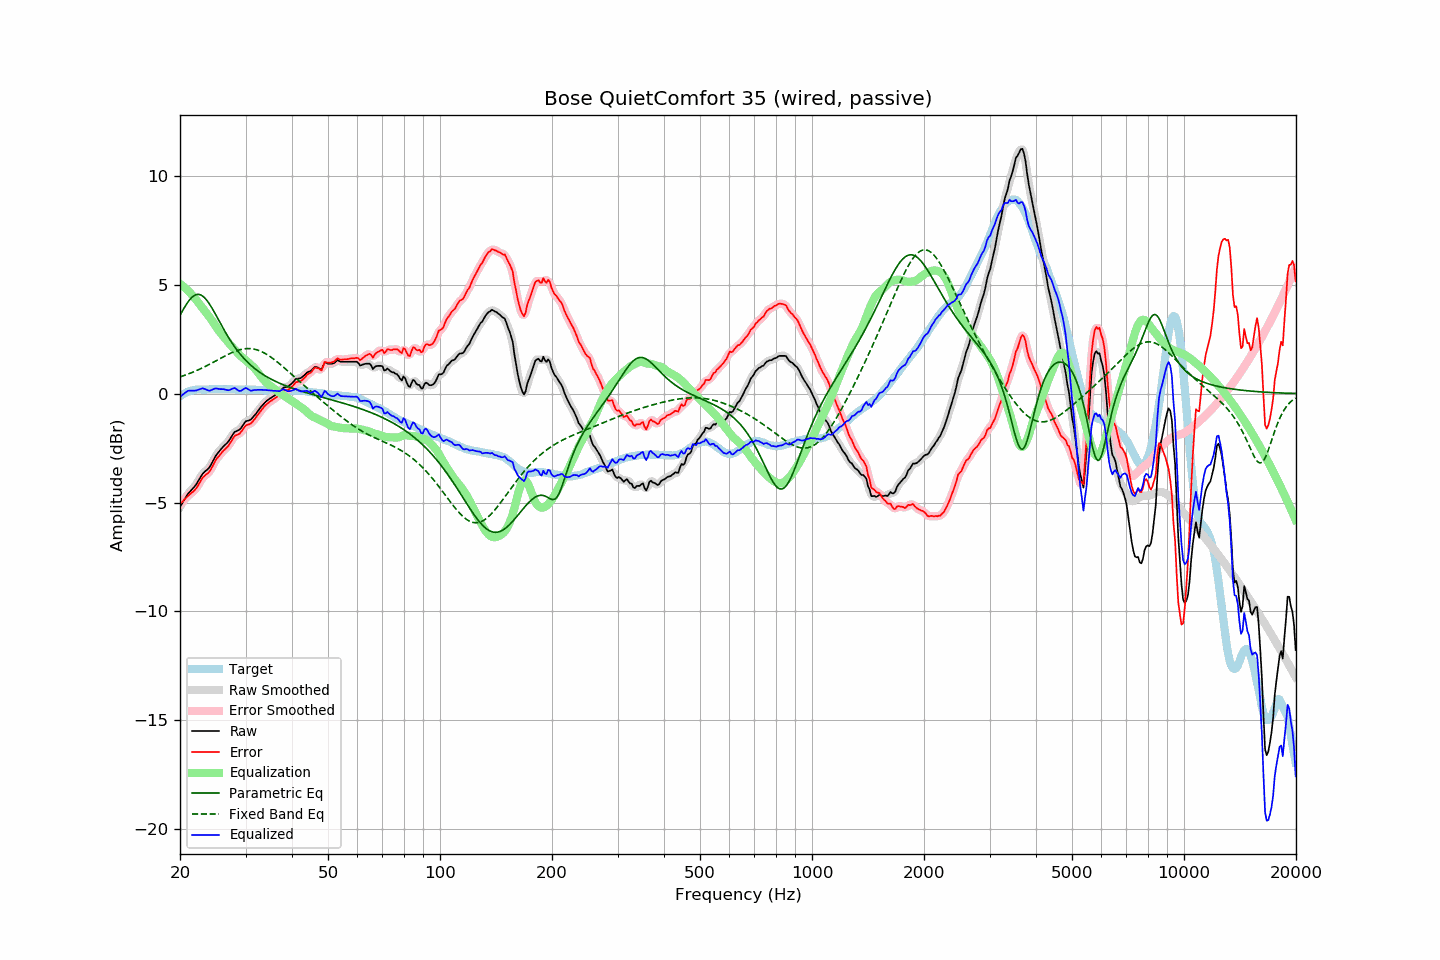 Bose QuietComfort 35 (wired, passive)
Amplitude (dBr)
10
5
0
−5
−10
−15
−20
Target
Raw Smoothed
Error Smoothed
Raw
Error
Equalization
Parametric Eq
Fixed Band Eq
Equalized
20 50 100 200 500 1000 2000 5000 10000 20000
Frequency (Hz)